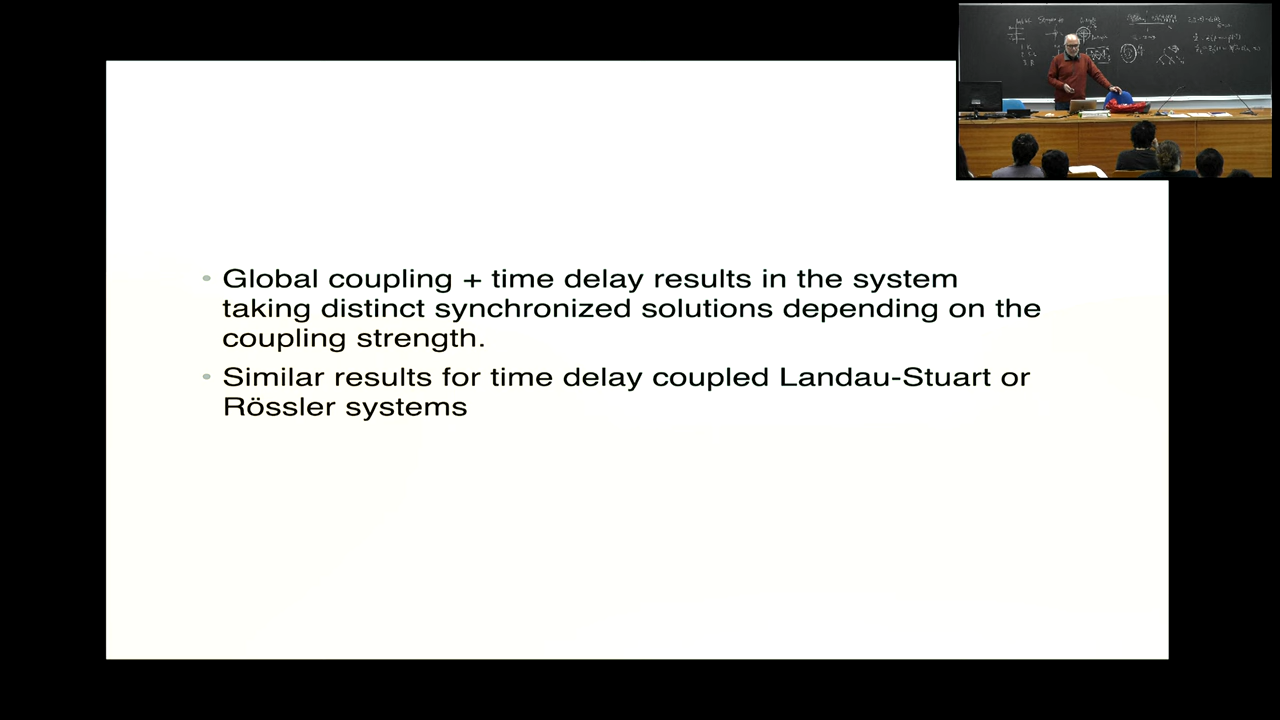 Global coupling + time delay results in the system
taking distinct synchronized solutions depending on the
coupling strength.
Similar results for time delay coupled Landau-Stuart or
Rössler systems